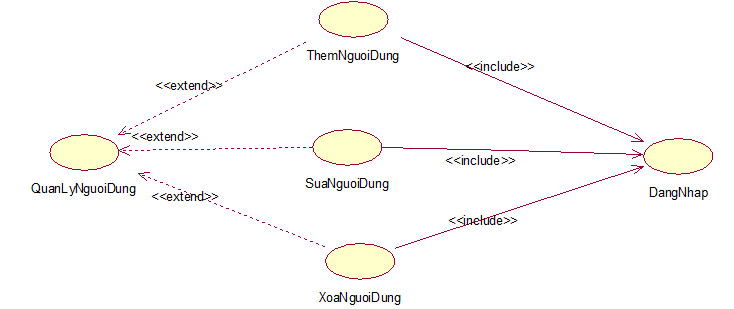 ThemNguoiDung
<<include>>
<<extend>>
<<extend>>
QuanLyNguoiDung
SuaNguoiDung
<<include>>
DangNhap
<<extend>>
<<include>>
XoaNguoiDung